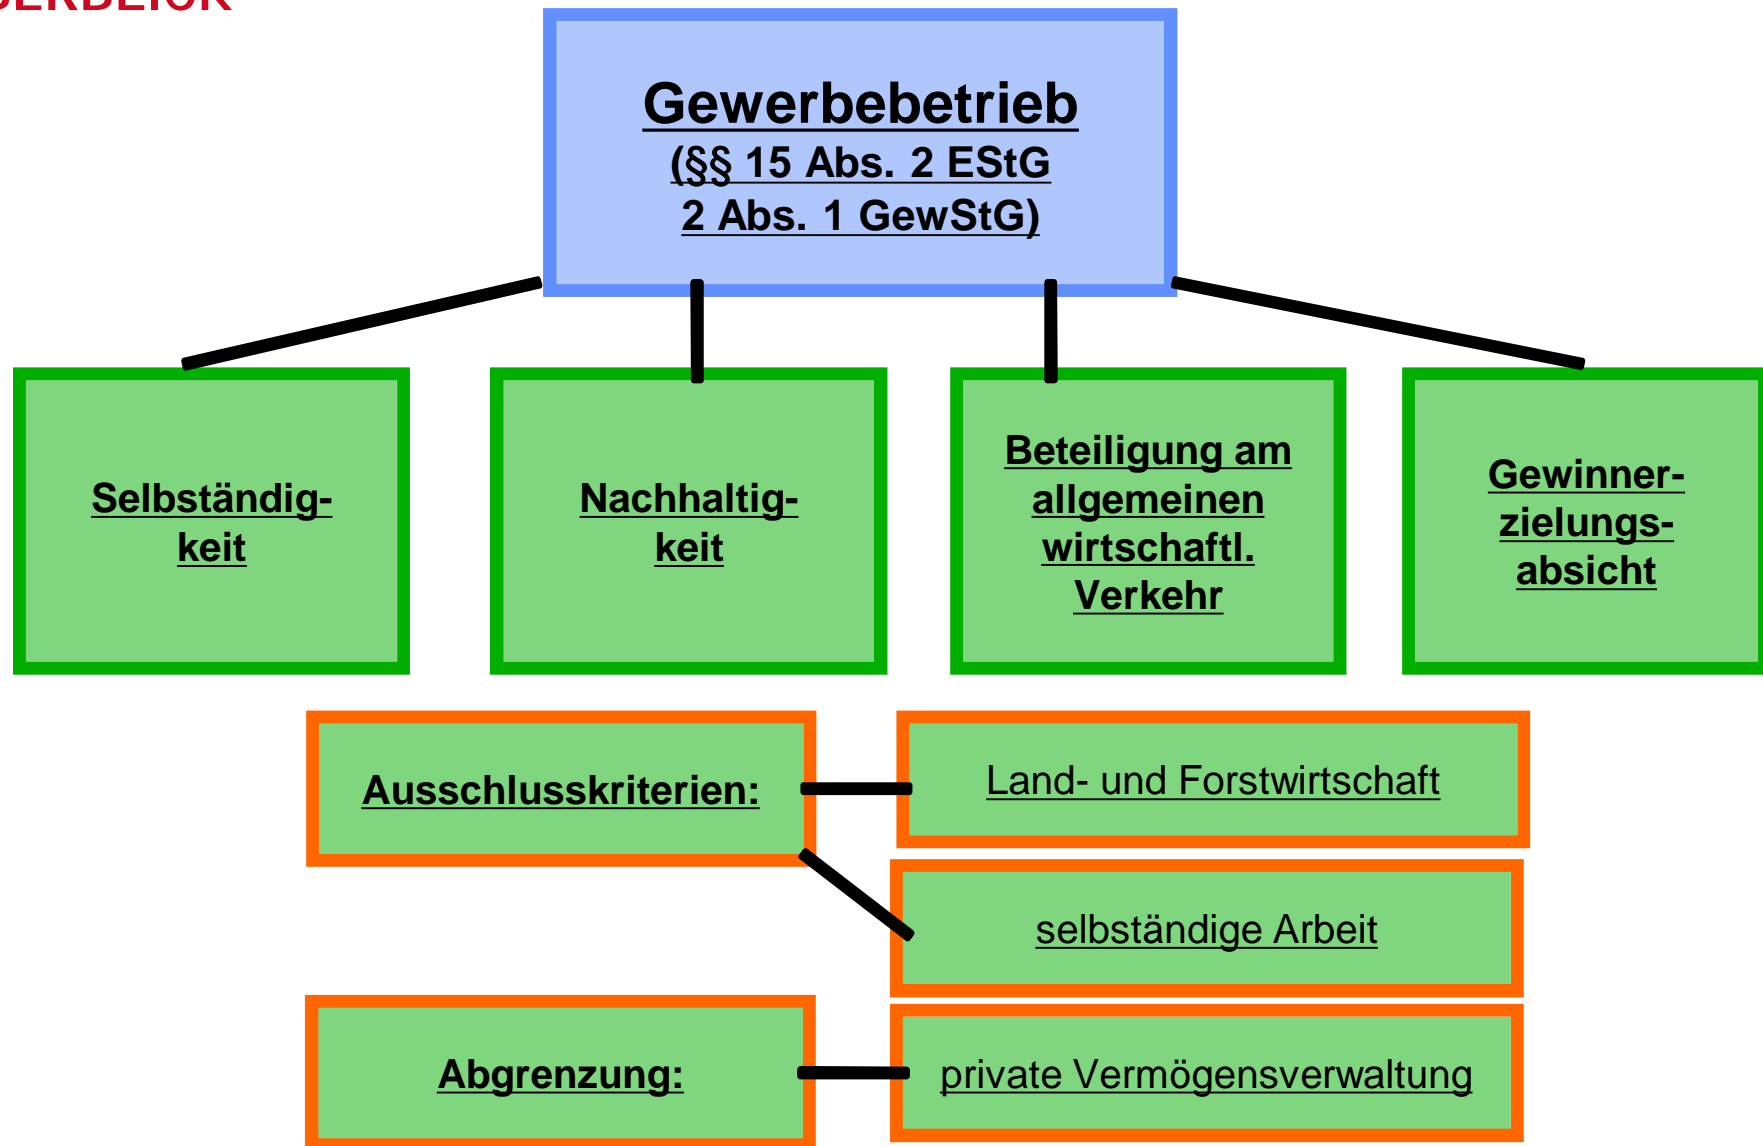 Gewerbebetrieb
(§§ 15 Abs. 2 EStG
2 Abs. 1 GewStG)
Selbständig-
keit
Nachhaltig-
keit
Beteiligung am
allgemeinen
wirtschaftl.
Verkehr
Gewinner-
zielungs-
absicht
Ausschlusskriterien:
Land- und Forstwirtschaft
selbständige Arbeit
Abgrenzung:
private Vermögensverwaltung